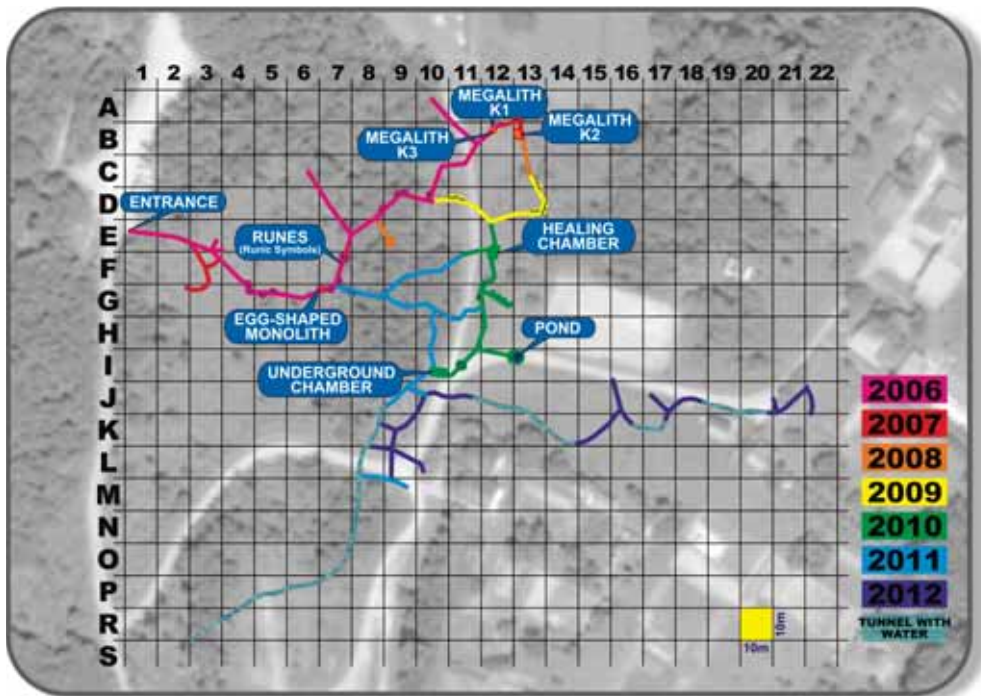 1 2 3 4 5 6 7 8 9 10 11 12 13 14 15 16 17 18 19 20 21 22
A
B
C
D
E
F
G
H
I
J
K
L
M
N
O
P
R
S
MEGALITH
K1
MEGALITH
K2
MEGALITH
K3
ENTRANCE
RUNES
(Runic Symbols)
HEALING
CHAMBER
EGG-SHAPED
MONOLITH
POND
UNDERGROUND
CHAMBER
2006
2007
2008
2009
2010
2011
2012
TUNNEL WITH
WATER
10m
10m